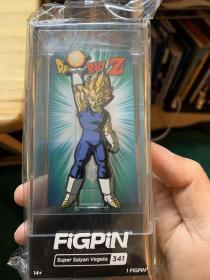 DRAGON BALL Z
FiGPiN®
Super Saiyan Vegeta 341
14+ 1 FiGPiN®